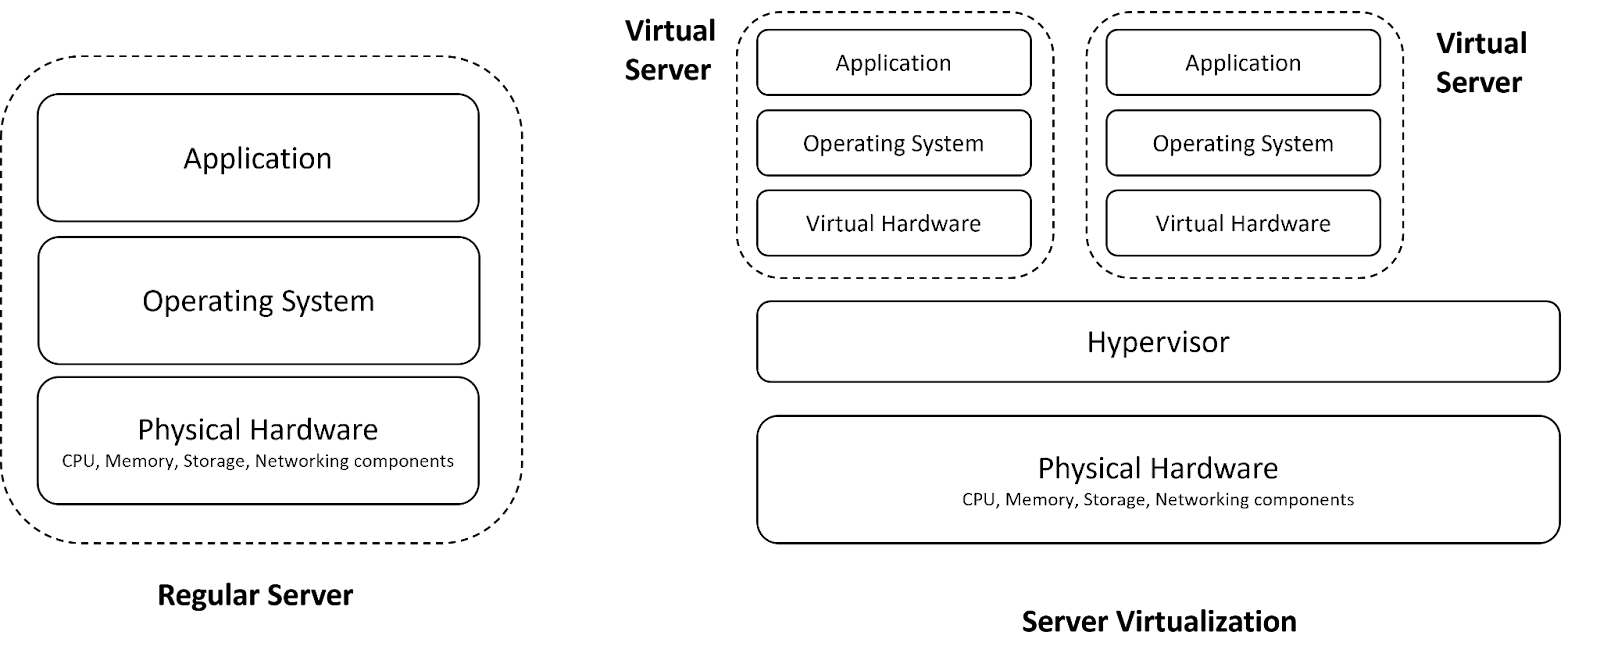 Application
Operating System
Physical Hardware
CPU, Memory, Storage, Networking components
Regular Server
Virtual
Server
Application
Operating System
Virtual Hardware
Application
Operating System
Virtual Hardware
Virtual
Server
Hypervisor
Physical Hardware
CPU, Memory, Storage, Networking components
Server Virtualization